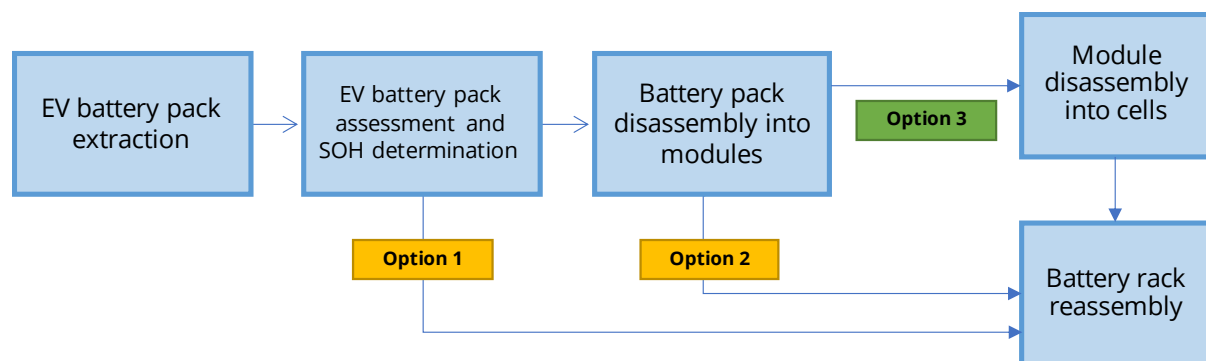 EV battery pack
extraction
EV battery pack
assessment and
SOH determination
Battery pack
disassembly into
modules
Option 3
Module
disassembly
into cells
Option 1
Option 2
Battery rack
reassembly